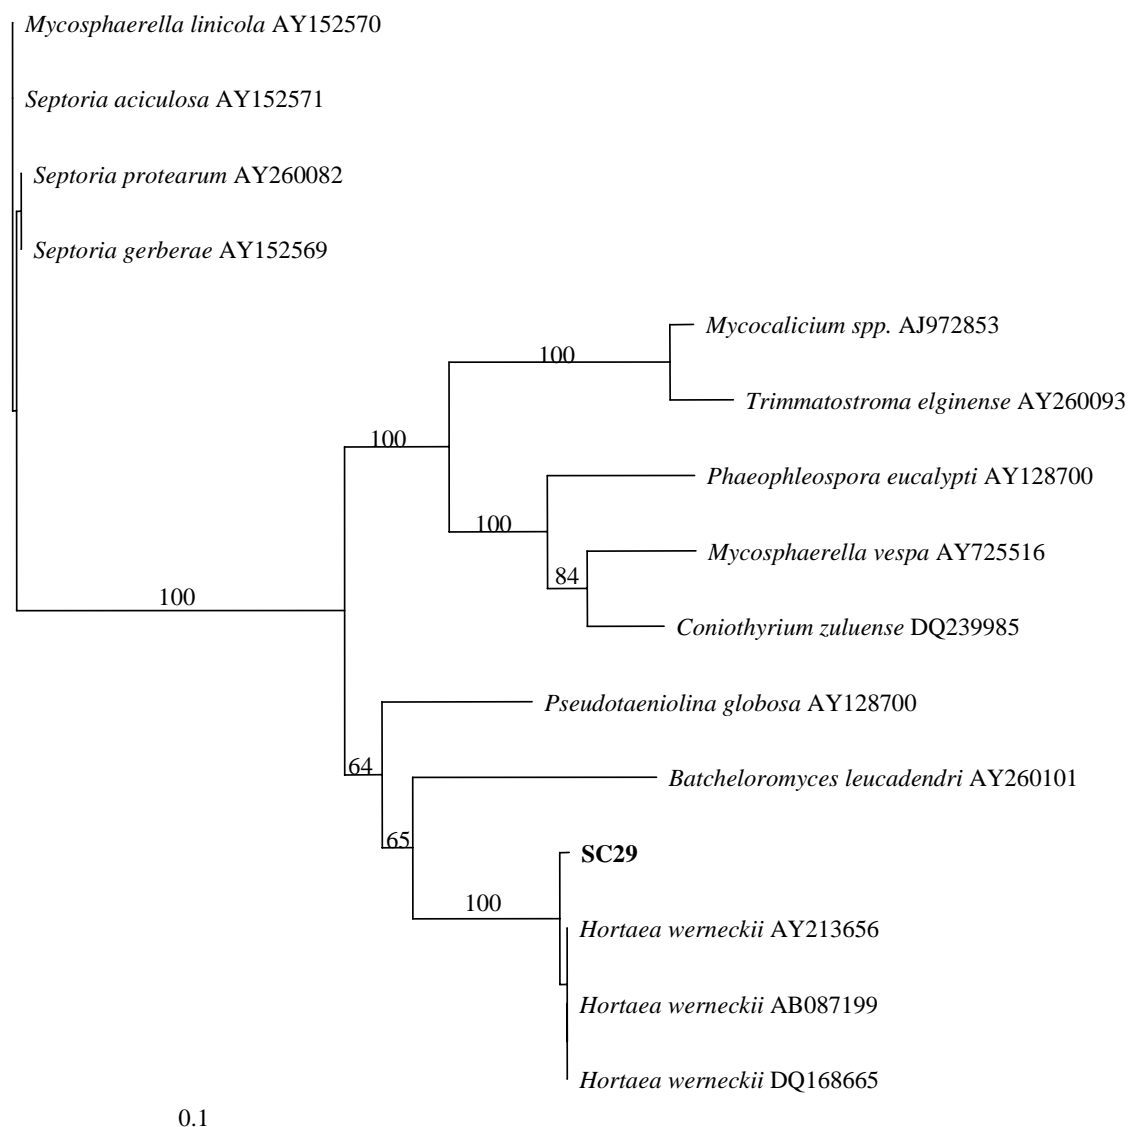 Mycosphaerella linicola AY152570
Septoria aciculosa AY152571
Septoria protearum AY260082
Septoria gerberae AY152569
Mycocalicium spp. AJ972853
100
Trimmatostroma elginense AY260093
100
Phaeophleospora eucalypti AY128700
100
Mycosphaerella vespa AY725516
84
100
Coniothyrium zuluense DQ239985
Pseudotaeniolina globosa AY128700
64
Batcheloromyces leucadendri AY260101
65
SC29
100
Hortaea werneckii AY213656
Hortaea werneckii AB087199
Hortaea werneckii DQ168665
0.1